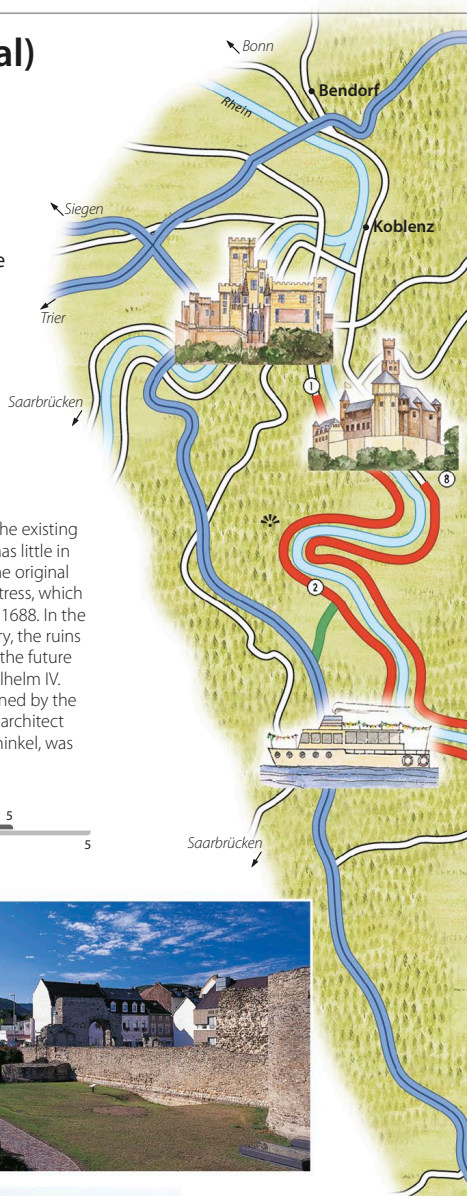 al)
Bonn
Bendorf
Rhein
Siegen
Koblenz
e
Trier
Saarbrücken
1
8
2
he existing
as little in
e original
tress, which
1688. In the
ry, the ruins
the future
lhelm IV.
ned by the
architect
hinkel, was
5
5
Saarbrücken